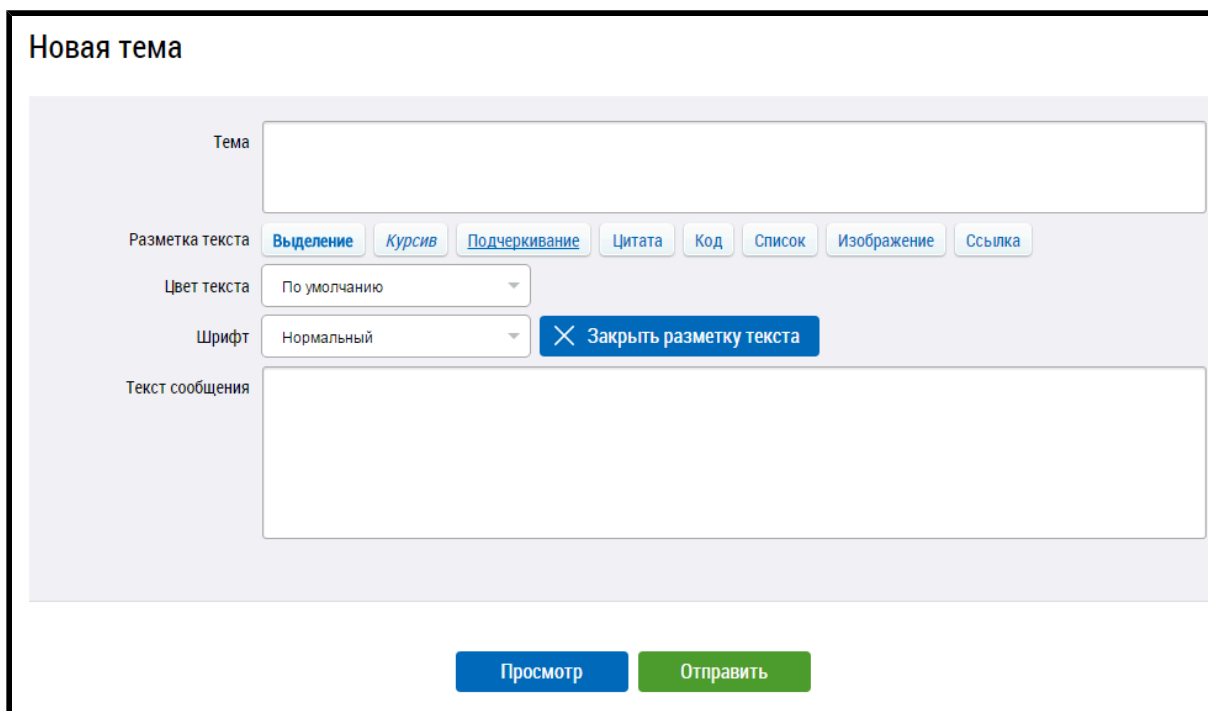 Новая тема
Тема
Разметка текста Выделение Курсив Подчеркивание Цитата Код Список Изображение Ссылка
Цвет текста По умолчанию
Шрифт Нормальный Закрыть разметку текста
Текст сообщения
Просмотр Отправить